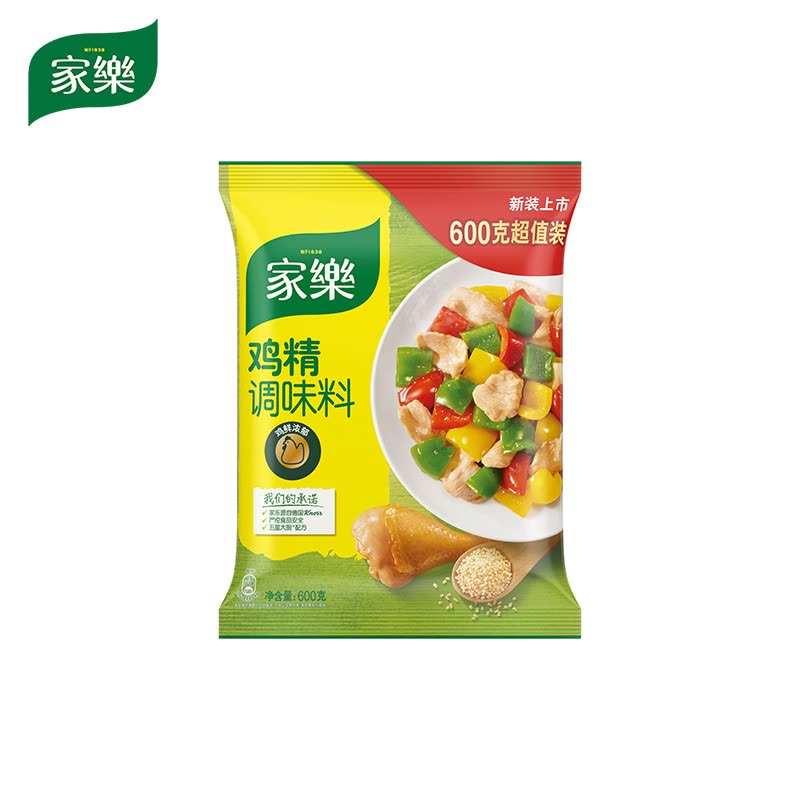 WTI838
家樂
新装上市
600克超值装
WTI838
家樂
鸡精
调味料
鸡鲜浓郁
我们的承诺
家乐源自德国Knorr
严控食品安全
五星大厨*配方
净含量:600克